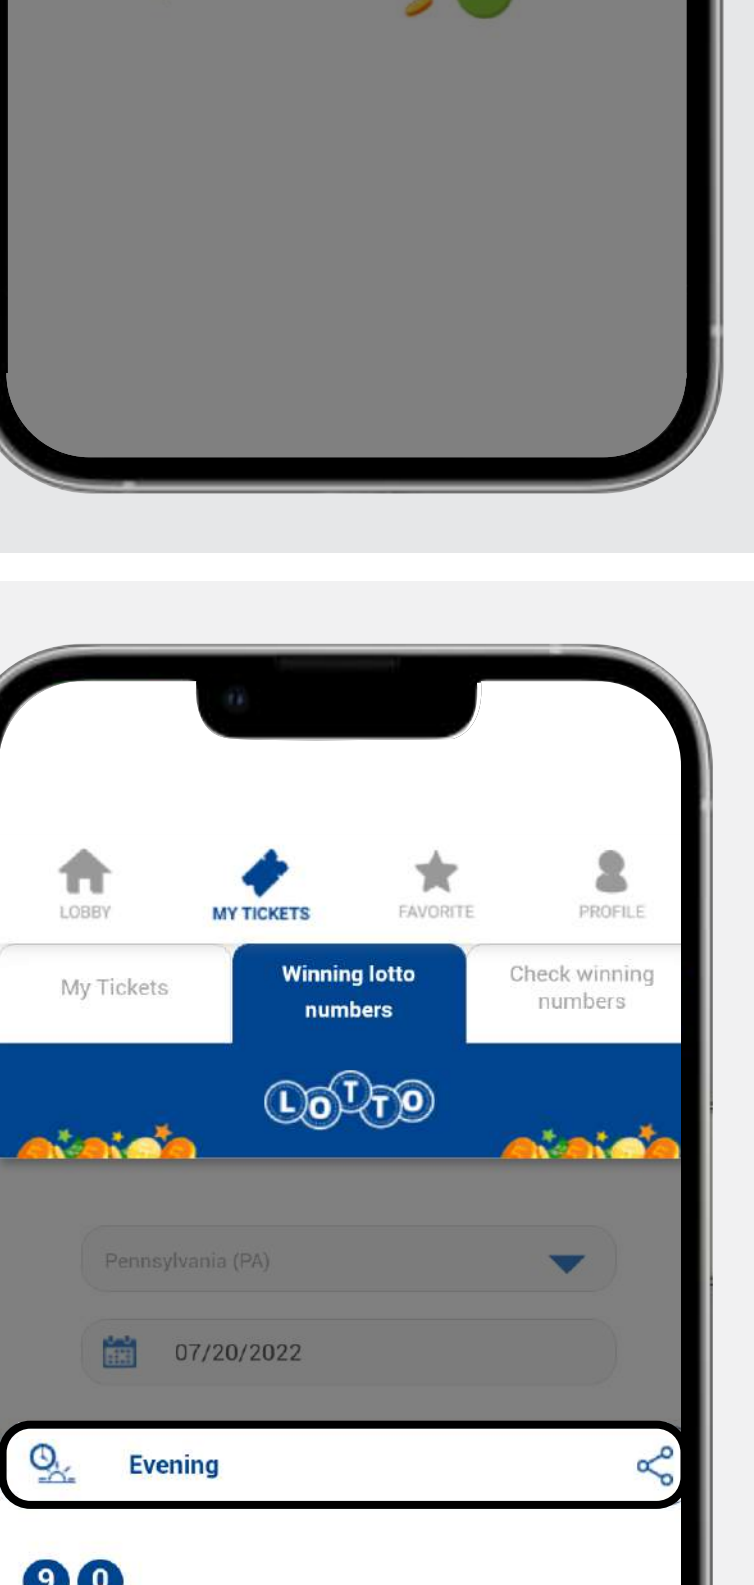 LOBBY
MY TICKETS
FAVORITE
PROFILE
My Tickets
Winning lotto
numbers
Check winning
numbers
LOTTO
Pennsylvania (PA)
07/20/2022
Evening
9 0